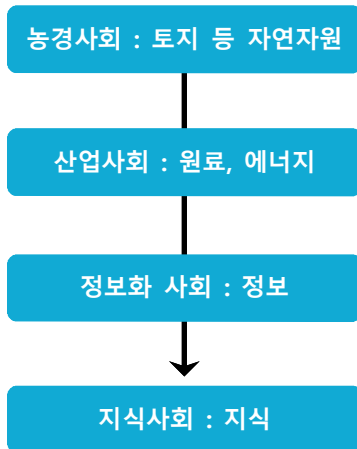 농경사회 : 토지 등 자연자원
산업사회 : 원료, 에너지
정보화 사회 : 정보
지식사회 : 지식